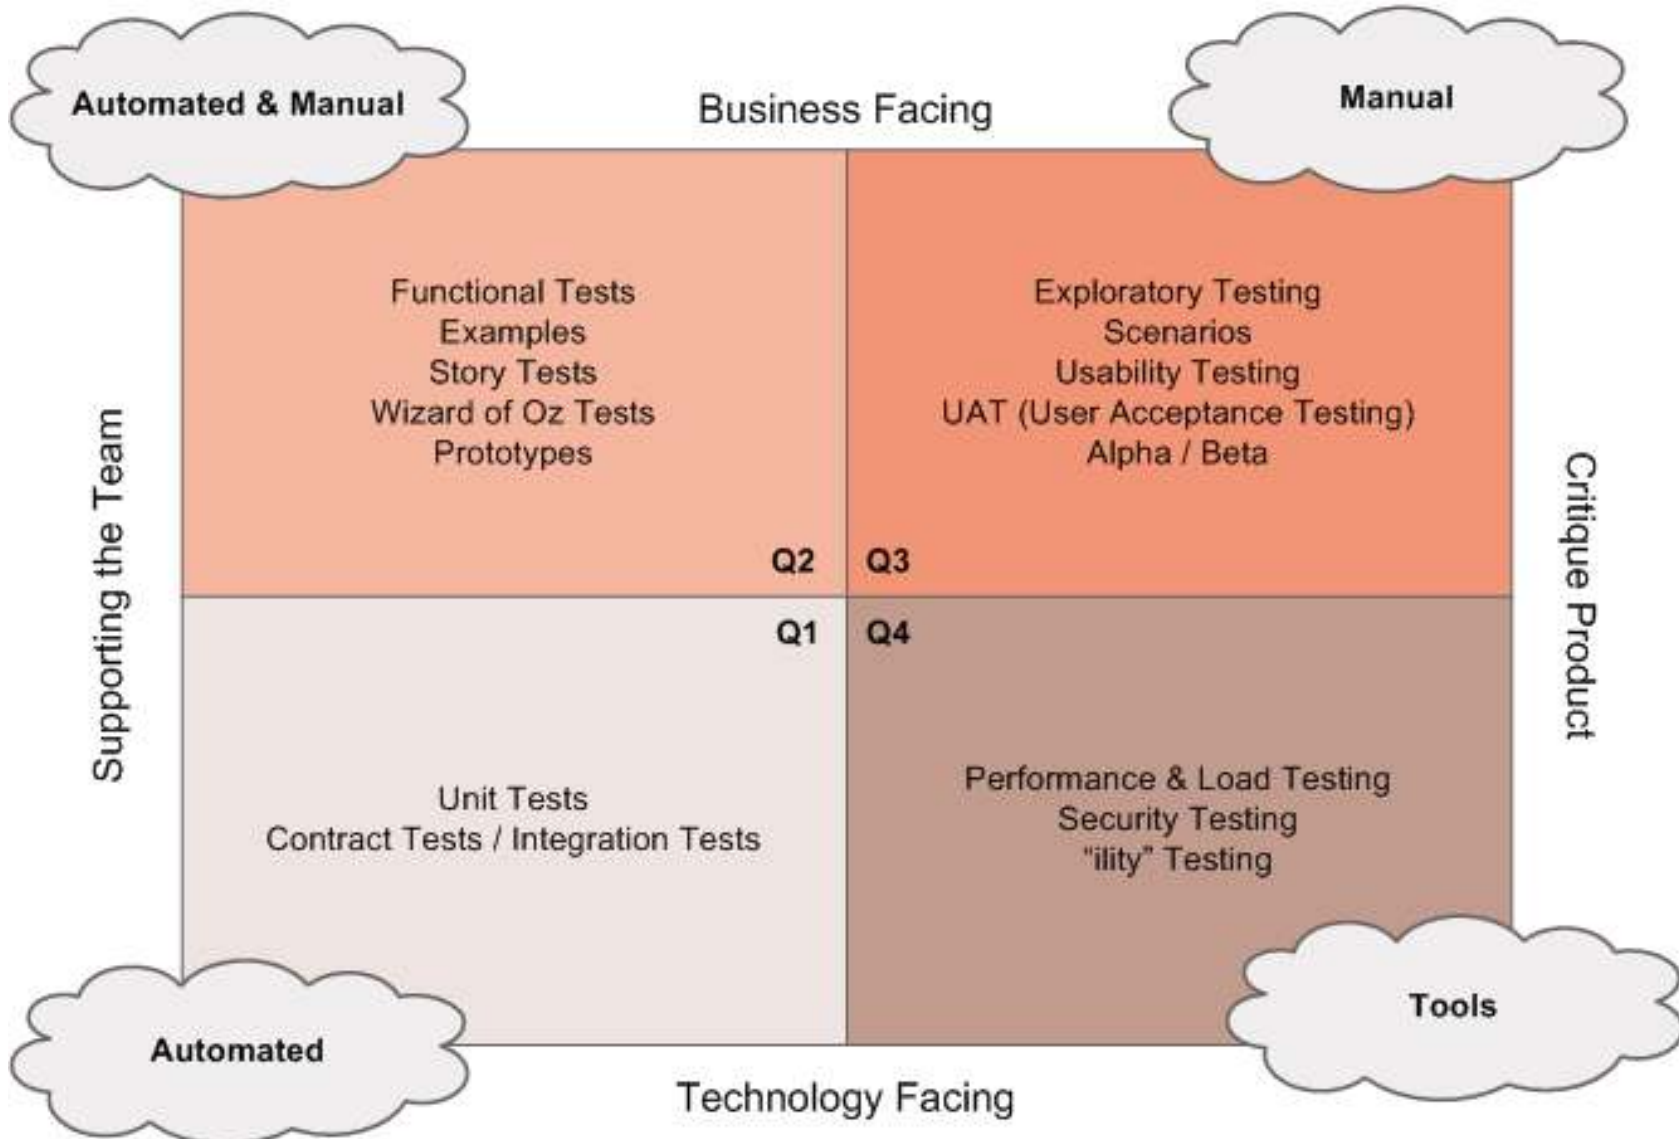 Automated & Manual
Business Facing
Manual
Functional Tests
Examples
Story Tests
Wizard of Oz Tests
Prototypes
Exploratory Testing
Scenarios
Usability Testing
UAT (User Acceptance Testing)
Alpha / Beta
Supporting the Team
Critique Product
Q2
Q3
Q1
Q4
Unit Tests
Contract Tests / Integration Tests
Performance & Load Testing
Security Testing
“ility” Testing
Automated
Tools
Technology Facing